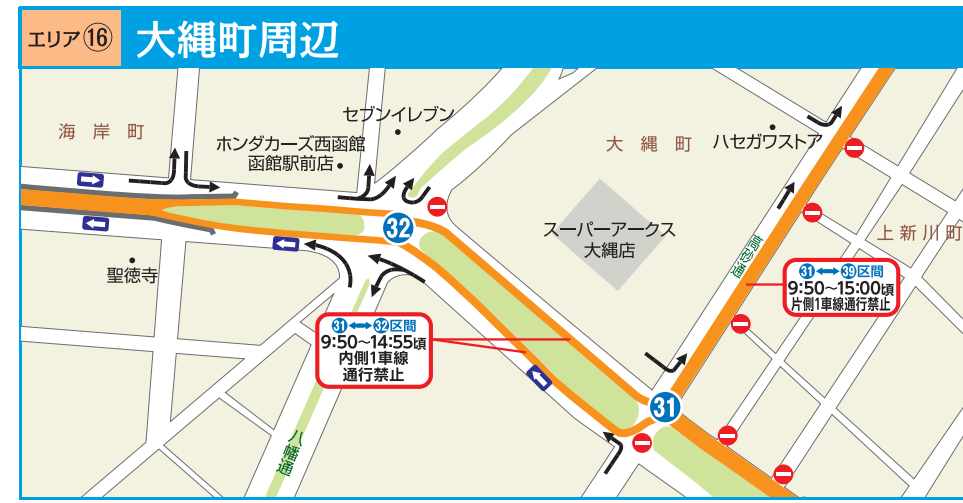 エリア⑯ 大縄町周辺
セブンイレブン
海岸町
大縄町
ハセガワストア
ホンダカーズ西函館
函館駅前店
32
スーパーアークス
大縄店
上新川町
高砂通
聖徳寺
31⟷39区間
9:50~15:00頃
片側1車線通行禁止
31⟷32区間
9:50~14:55頃
内側1車線
通行禁止
31
八幡通